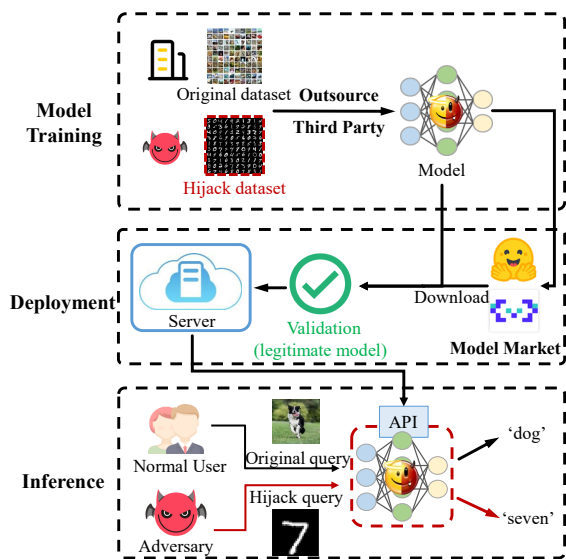 Model
Training
Original dataset
Hijack dataset
Outsource
Third Party
Model
Deployment
Server
Validation
(legitimate model)
Download
Model Market
Inference
Normal User
Adversary
Original query
Hijack query
7
API
‘dog’
‘seven’